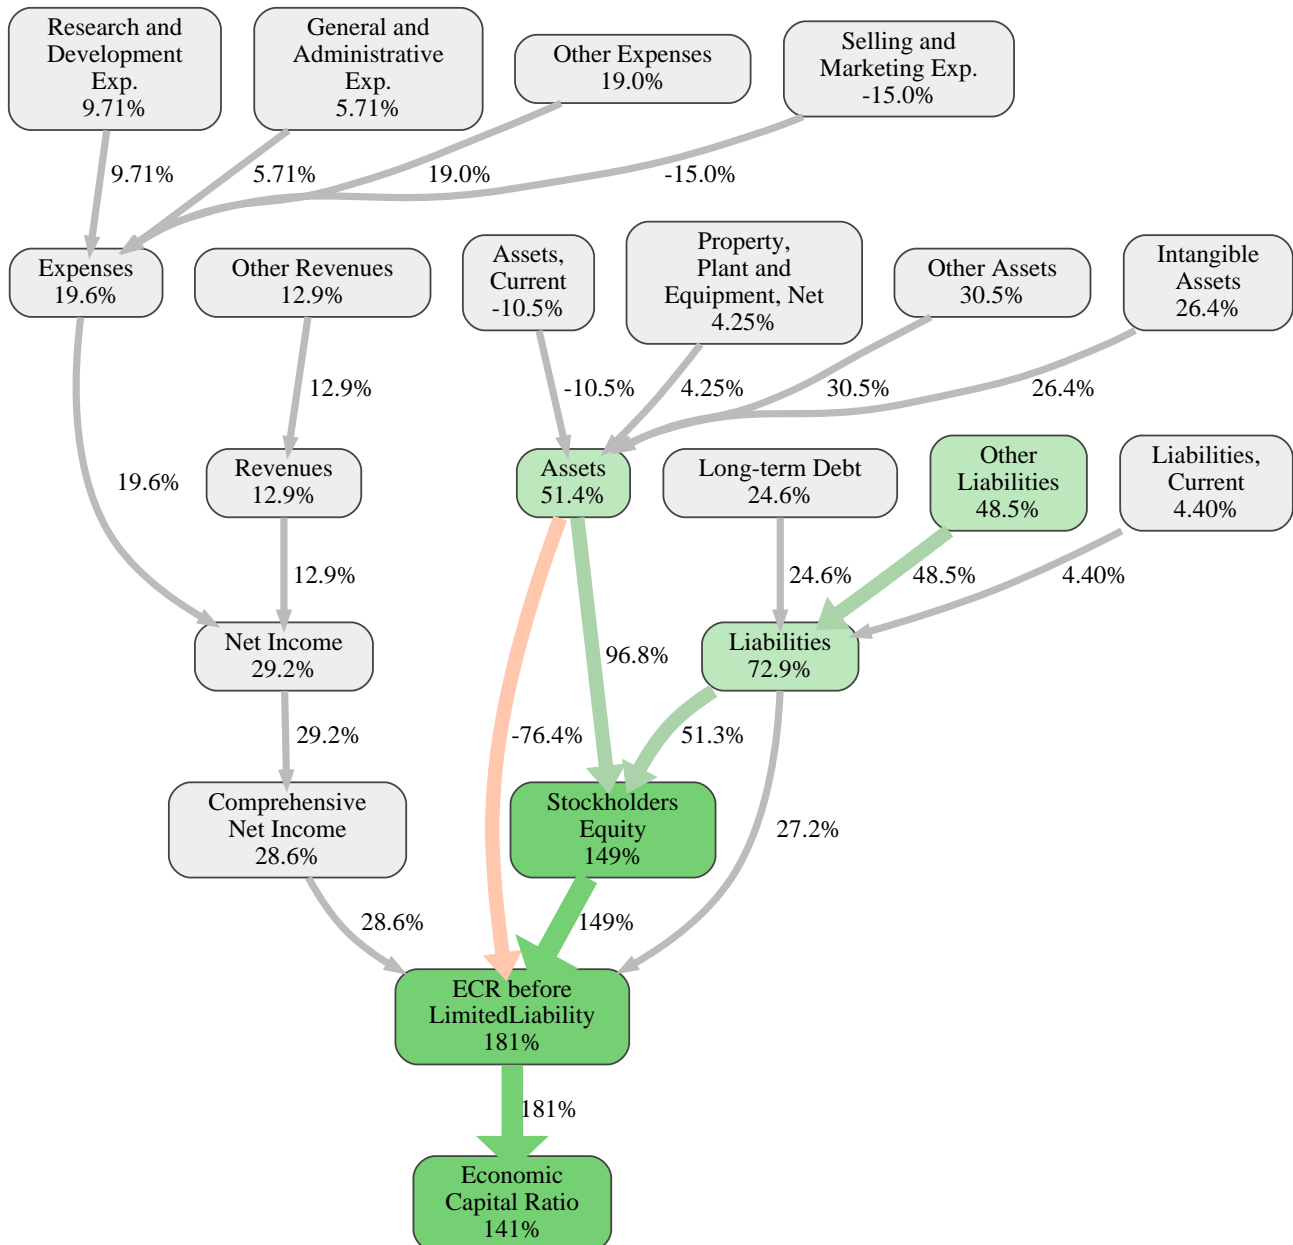 Research and
Development
Exp.
9.71%
General and
Administrative
Exp.
5.71%
Other Expenses
19.0%
Selling and
Marketing Exp.
-15.0%
9.71%
5.71%
19.0%
-15.0%
Expenses
19.6%
Other Revenues
12.9%
Assets,
Current
-10.5%
Property,
Plant and
Equipment, Net
4.25%
Other Assets
30.5%
Intangible
Assets
26.4%
12.9%
-10.5%
4.25%
30.5%
26.4%
19.6%
Revenues
12.9%
Assets
51.4%
Long-term Debt
24.6%
Other
Liabilities
48.5%
Liabilities,
Current
4.40%
12.9%
24.6%
48.5%
4.40%
Net Income
29.2%
96.8%
Liabilities
72.9%
29.2%
-76.4%
51.3%
Comprehensive
Net Income
28.6%
Stockholders
Equity
149%
27.2%
28.6%
149%
ECR before
LimitedLiability
181%
181%
Economic
Capital Ratio
141%